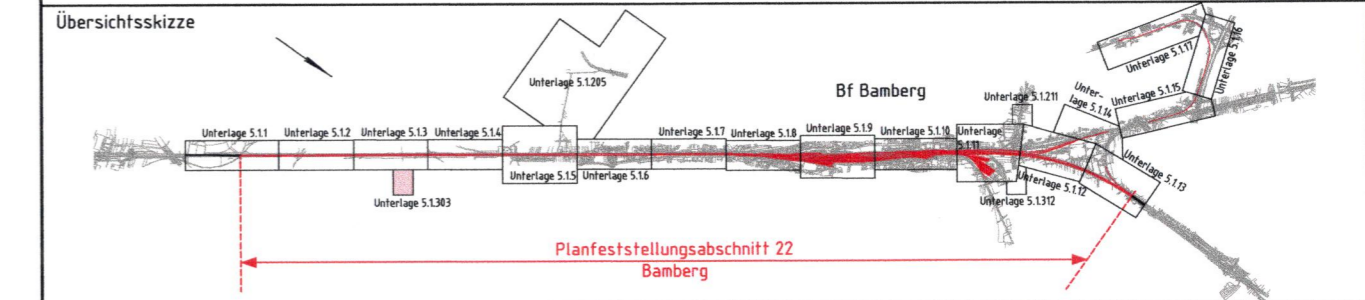 Übersichtsskizze
Unterlage 5.1.1
Unterlage 5.1.2
Unterlage 5.1.3
Unterlage 5.1.4
Unterlage 5.1.5
Unterlage 5.1.205
Unterlage 5.1.6
Unterlage 5.1.7
Unterlage 5.1.8
Unterlage 5.1.9
Unterlage 5.1.10
Unterlage
5.1.11
Bf Bamberg
Unterlage 5.1.211
Unter-
lage 5.1.14
Unterlage 5.1.15
Unterlage 5.1.16
Unterlage 5.1.17
Unterlage 5.1.12
Unterlage 5.1.13
Unterlage 5.1.303
Unterlage 5.1.312
Planfeststellungsabschnitt 22
Bamberg